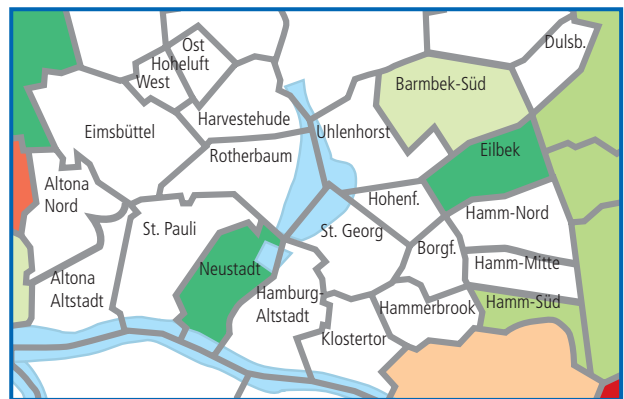 Dulsb.
Ost
Hoheluft
West
Barmbek-Süd
Harvestehude
Uhlenhorst
Eimsbüttel
Rotherbaum
Eilbek
Altona
Nord
Hohenf.
Hamm-Nord
St. Pauli
St. Georg
Borgf.
Hamm-Mitte
Neustadt
Altona
Altstadt
Hamburg-
Altstadt
Hammerbrook
Hamm-Süd
Klostertor